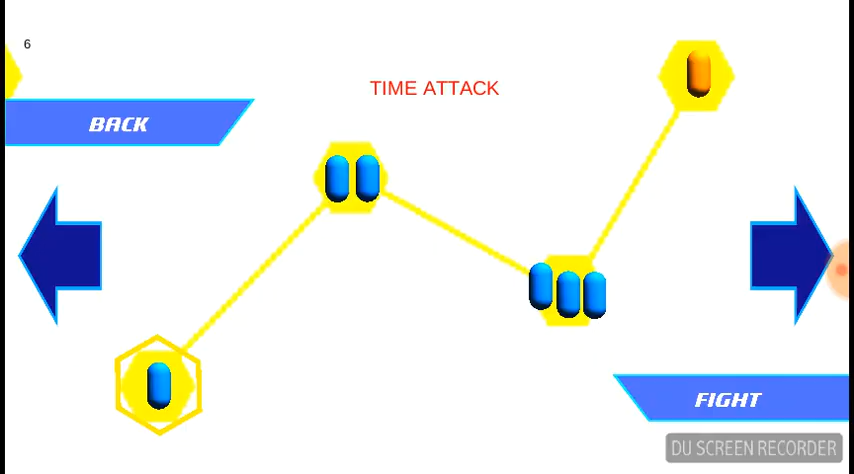 6
TIME ATTACK
BACK
FIGHT
DU SCREEN RECORDER